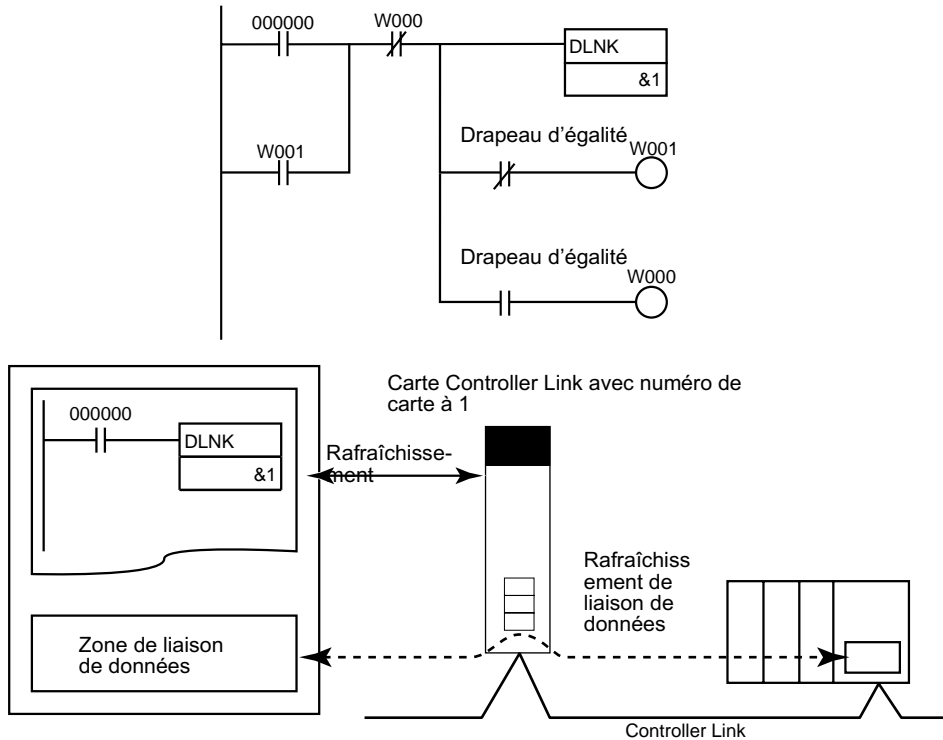 000000
W000
DLNK
&1
W001
Drapeau d'égalité
W001
Drapeau d'égalité
W000
Carte Controller Link avec numéro de
carte à 1
000000
DLNK
&1
Rafraîchisse-
ment
Rafraîchiss
ement de
liaison de
données
Zone de liaison
de données
Controller Link